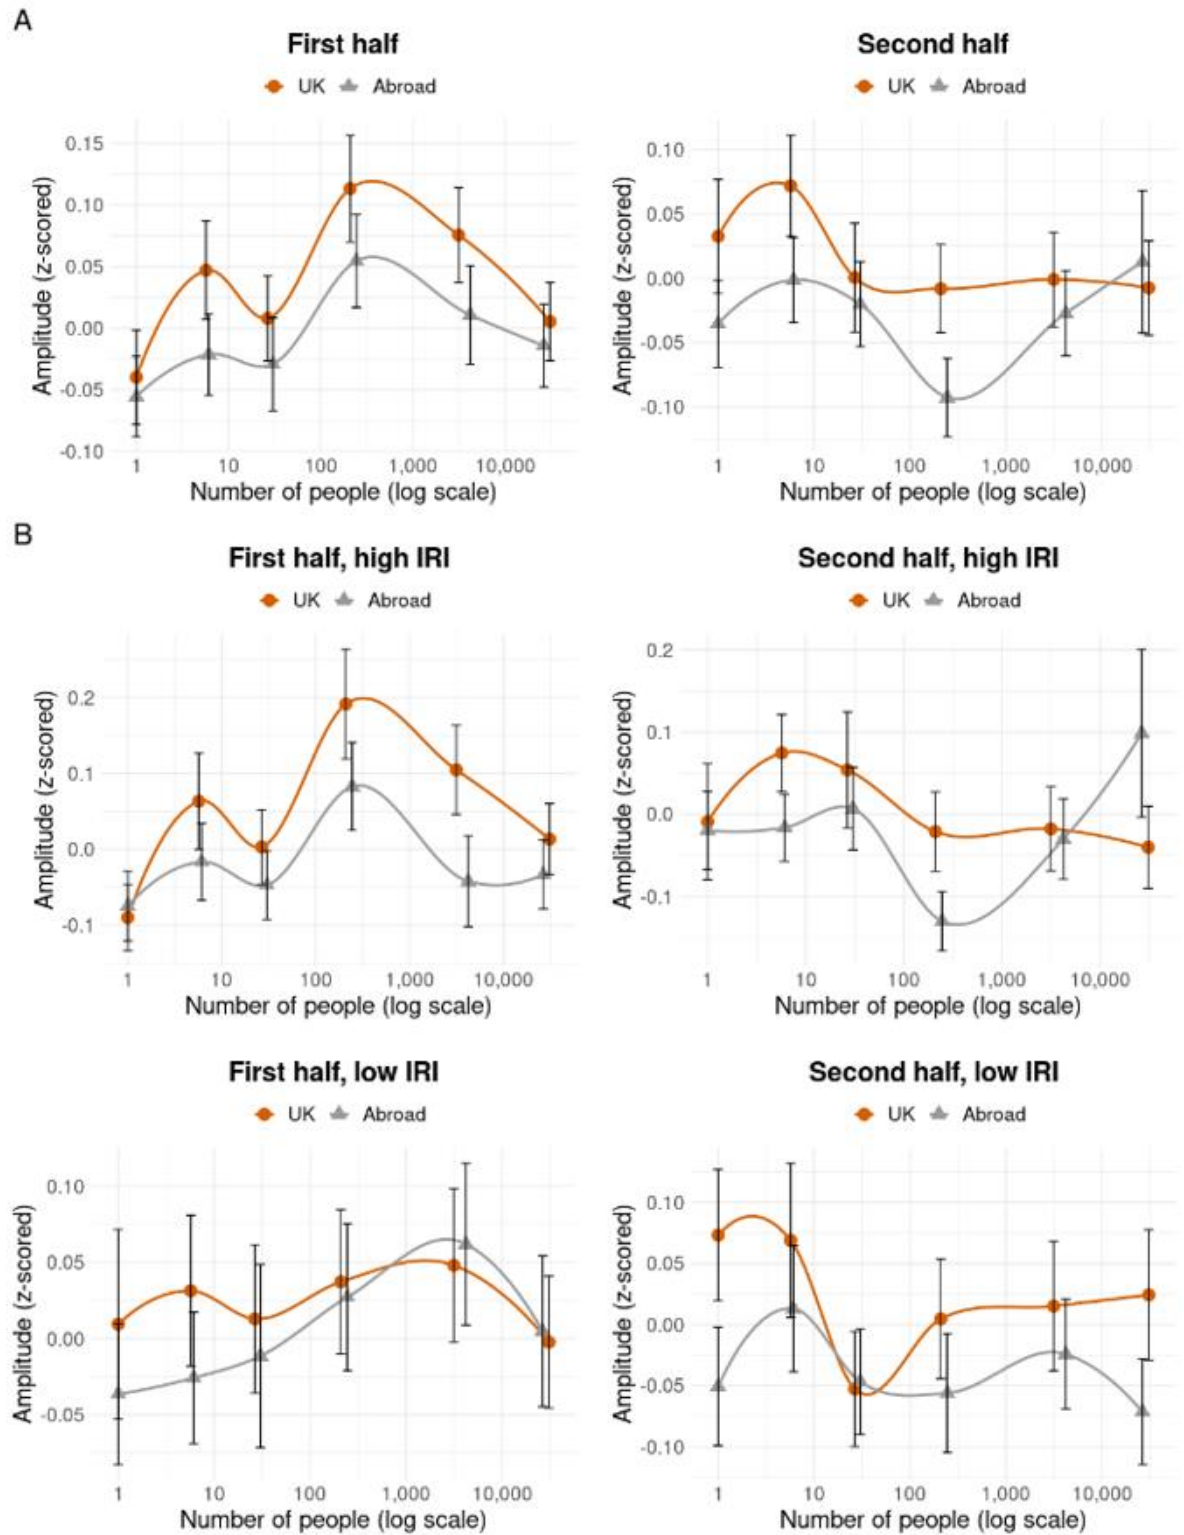 A
First half
UK Abroad
Amplitude (z-scored)
0.15
0.10
0.05
0.00
-0.05
-0.10
1 10 100 1,000 10,000
Number of people (log scale)
Second half
UK Abroad
Amplitude (z-scored)
0.10
0.05
0.00
-0.05
-0.10
1 10 100 1,000 10,000
Number of people (log scale)
B
First half, high IRI
UK Abroad
Amplitude (z-scored)
0.2
0.1
0.0
-0.1
1 10 100 1,000 10,000
Number of people (log scale)
Second half, high IRI
UK Abroad
Amplitude (z-scored)
0.2
0.1
0.0
-0.1
1 10 100 1,000 10,000
Number of people (log scale)
First half, low IRI
UK Abroad
Amplitude (z-scored)
0.10
0.05
0.00
-0.05
1 10 100 1,000 10,000
Number of people (log scale)
Second half, low IRI
UK Abroad
Amplitude (z-scored)
0.10
0.05
0.00
-0.05
-0.10
1 10 100 1,000 10,000
Number of people (log scale)